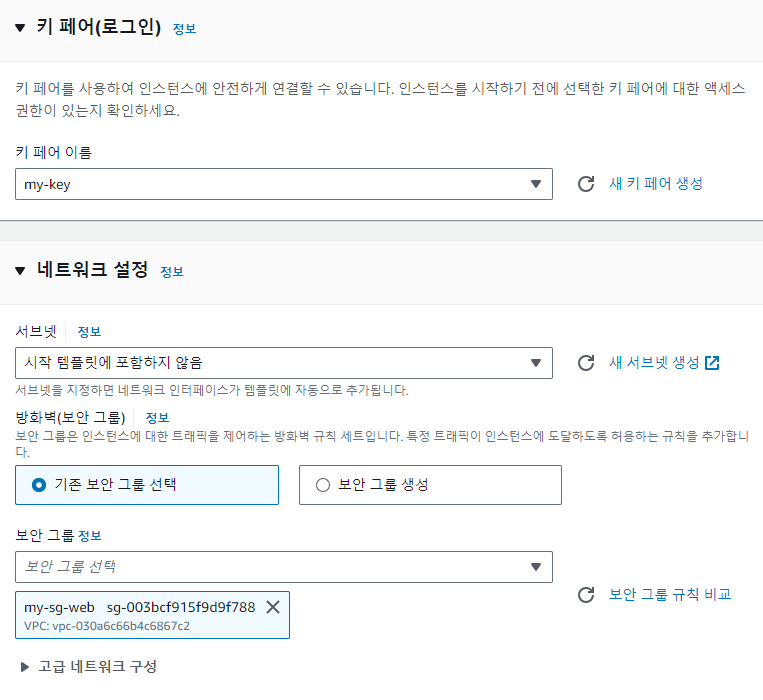 키 페어(로그인) 정보
키 페어를 사용하여 인스턴스에 안전하게 연결할 수 있습니다. 인스턴스를 시작하기 전에 선택한 키 페어에 대한 액세스
권한이 있는지 확인하세요.
키 페어 이름
my-key
새 키 페어 생성
네트워크 설정 정보
서브넷 정보
시작 템플릿에 포함하지 않음
새 서브넷 생성
서브넷을 지정하면 네트워크 인터페이스가 템플릿에 자동으로 추가됩니다.
방화벽(보안 그룹) 정보
보안 그룹은 인스턴스에 대한 트래픽을 제어하는 방화벽 규칙 세트입니다. 특정 트래픽이 인스턴스에 도달하도록 허용하는 규칙을 추가합니
다.
기존 보안 그룹 선택
보안 그룹 생성
보안 그룹 정보
보안 그룹 선택
보안 그룹 규칙 비교
my-sg-web sg-003bcf915f9d9f788
VPC: vpc-030a6c66b4c6867c2
고급 네트워크 구성